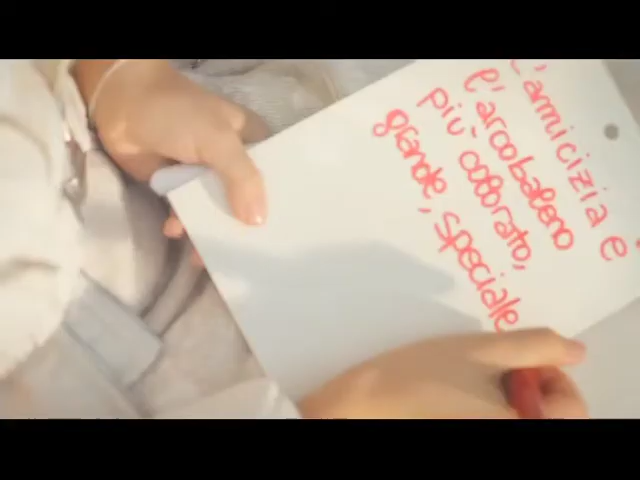 L'amicizia è
l'arcobaleno
più colorato,
grande, speciale